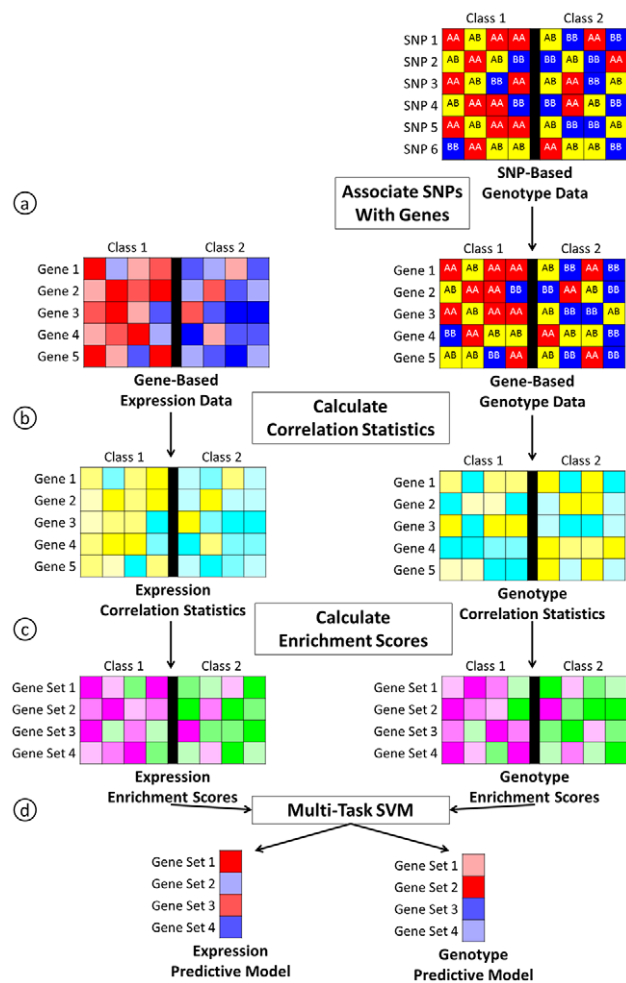 Class 1 Class 2
SNP 1 AA AB AA AA AB BB AA BB
SNP 2 AB AA AB BB BB AB BB AA
SNP 3 AA AB BB AA AB AA BB AB
SNP 4 AB AA AA BB BB AA AB BB
SNP 5 AA AB AA AA AB BB BB AB
SNP 6 BB AA AB AB AA AB AB BB
SNP-Based
Genotype Data
a
Associate SNPs
With Genes
Class 1 Class 2
Gene 1
Gene 2
Gene 3
Gene 4
Gene 5
Gene-Based
Expression Data
Class 1 Class 2
Gene 1 AA AB AA AA AB BB AA BB
Gene 2 AB AA AA BB BB AA AB BB
Gene 3 AA AB AA AA AB BB BB AB
Gene 4 BB AA AB AB AA AB AB BB
Gene 5 AB AB BB AA AA BB AA BB
Gene-Based
Genotype Data
b
Calculate
Correlation Statistics
Class 1 Class 2
Gene 1
Gene 2
Gene 3
Gene 4
Gene 5
Expression
Correlation Statistics
Class 1 Class 2
Gene 1
Gene 2
Gene 3
Gene 4
Gene 5
Genotype
Correlation Statistics
c
Calculate
Enrichment Scores
Class 1 Class 2
Gene Set 1
Gene Set 2
Gene Set 3
Gene Set 4
Expression
Enrichment Scores
Class 1 Class 2
Gene Set 1
Gene Set 2
Gene Set 3
Gene Set 4
Genotype
Enrichment Scores
d
Multi-Task SVM
Gene Set 1
Gene Set 2
Gene Set 3
Gene Set 4
Expression
Predictive Model
Gene Set 1
Gene Set 2
Gene Set 3
Gene Set 4
Genotype
Predictive Model